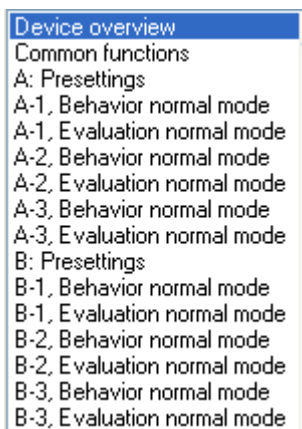 Device overview
Common functions
A: Presettings
A-1, Behavior normal mode
A-1, Evaluation normal mode
A-2, Behavior normal mode
A-2, Evaluation normal mode
A-3, Behavior normal mode
A-3, Evaluation normal mode
B: Presettings
B-1, Behavior normal mode
B-1, Evaluation normal mode
B-2, Behavior normal mode
B-2, Evaluation normal mode
B-3, Behavior normal mode
B-3, Evaluation normal mode